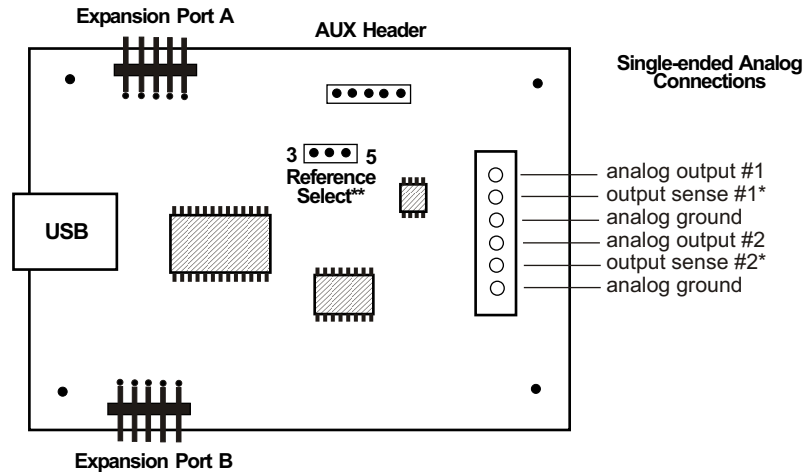 Expansion Port A
AUX Header
Single-ended Analog
Connections
3 5
Reference
Select**
USB
analog output #1
output sense #1*
analog ground
analog output #2
output sense #2*
analog ground
Expansion Port B